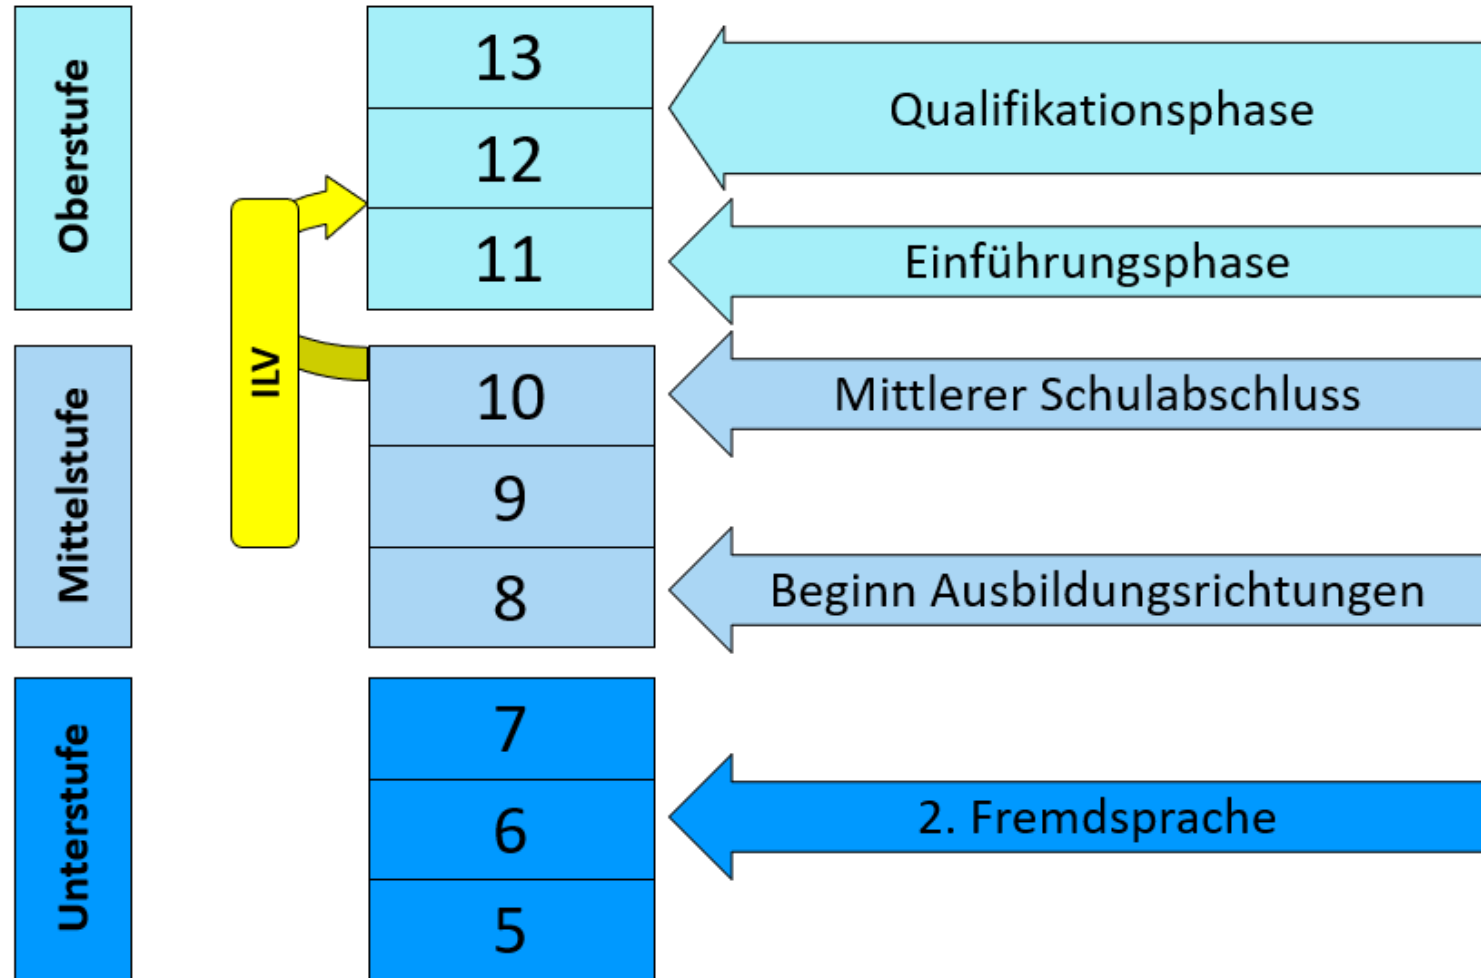 Oberstufe
13
12
11
Qualifikationsphase
Einführungsphase
ILV
Mittelstufe
10
9
8
Mittlerer Schulabschluss
Beginn Ausbildungsrichtungen
Unterstufe
7
6
5
2. Fremdsprache